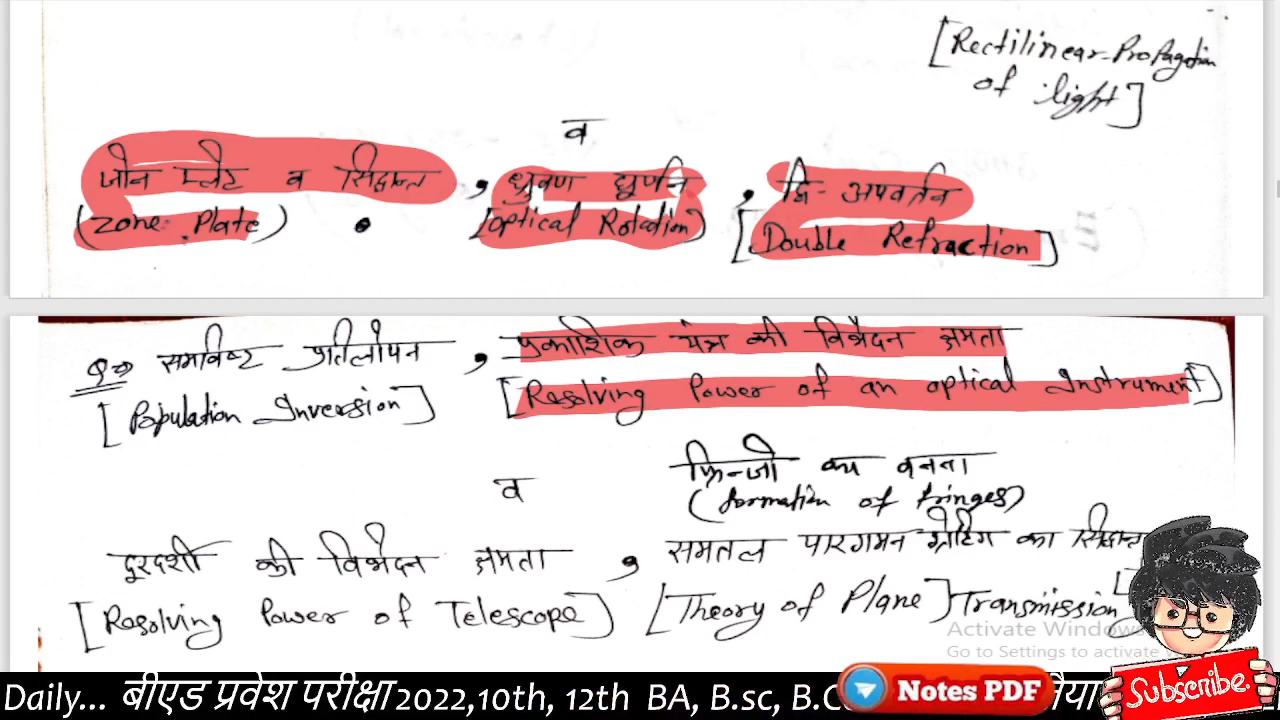 [Rectilinear-Propagation
of light]
व
जोन प्लेट व सिद्धान्त , ध्रुवण घूर्णन , द्वि-अपवर्तन
(Zone Plate) • [optical Rotation) [Double Refraction]
Q⇒ समविष्ट प्रतीलोपन , प्रकाशिक यंत्र की विभेदन क्षमता
[Population Inversion] [Resolving Power of an optical Instrument]
फ्रिन्जो का बनना
व (formation of fringes)
दूरदर्शी की विभेदन क्षमता , समतल पारगमन ग्रेटिंग का सिद्धान्त
[Resolving Power of Telescope] [Theory of Plane] Transmission
Activate Windows
Go to Settings to activate
Daily... बीएड प्रवेश परीक्षा 2022,10th, 12th BA, B.sc, B.C
Notes PDF
Subscribe